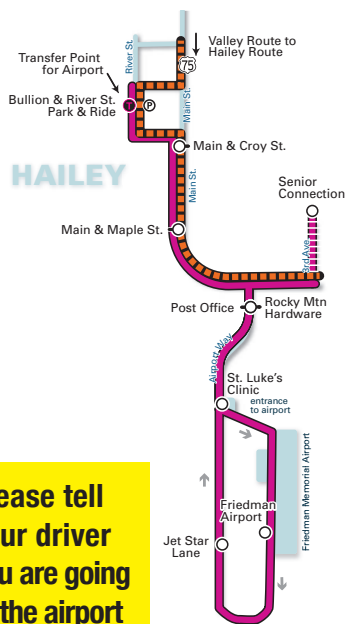 Valley Route to
Hailey Route
River St.
75
Transfer Point
for Airport
Main St.
Bullion & River St.
Park & Ride
T
P
Main & Croy St.
HAILEY
Main St.
Senior
Connection
Main & Maple St.
3rd Ave.
Post Office
Rocky Mtn
Hardware
Airport Way
St. Luke's
Clinic
entrance
to airport
Friedman Memorial Airport
Friedman
Airport
Jet Star
Lane
ease tell
ur driver
u are going
the airport